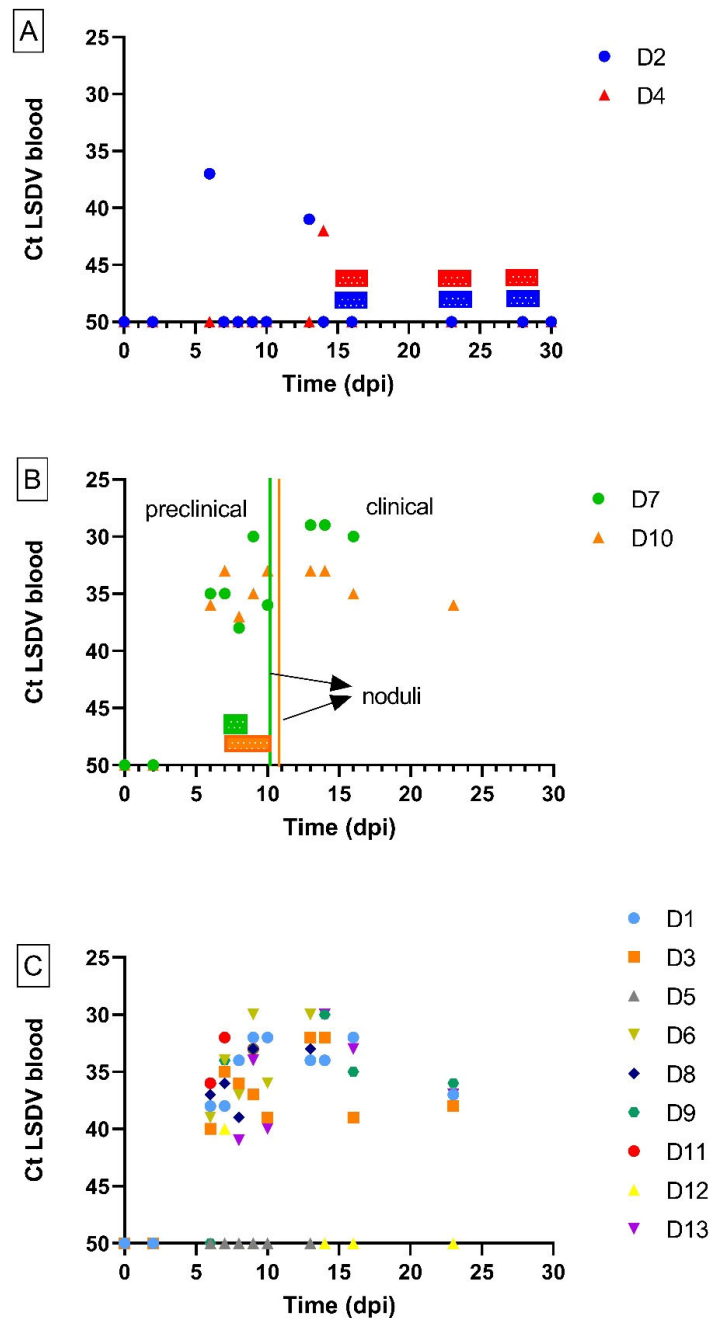 A
25
30
35
40
45
50
Ct LSDV blood
0 5 10 15 20 25 30
Time (dpi)
D2
D4
B
25
30
35
40
45
50
Ct LSDV blood
preclinical clinical
noduli
0 5 10 15 20 25 30
Time (dpi)
D7
D10
C
25
30
35
40
45
50
Ct LSDV blood
0 5 10 15 20 25 30
Time (dpi)
D1
D3
D5
D6
D8
D9
D11
D12
D13